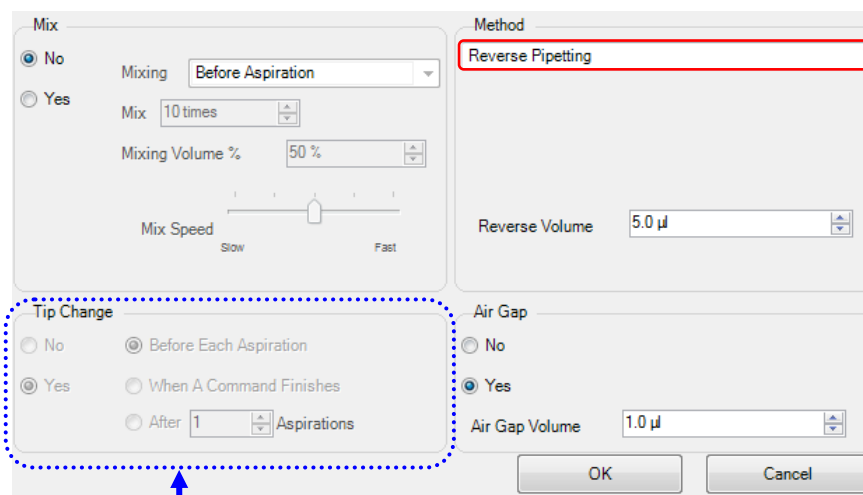 Mix
No
Yes
Mixing Before Aspiration
Mix 10 times
Mixing Volume % 50 %
Mix Speed
Slow Fast
Method
Reverse Pipetting
Reverse Volume 5.0 µl
Tip Change
No Before Each Aspiration
Yes When A Command Finishes
After 1 Aspirations
Air Gap
No
Yes
Air Gap Volume 1.0 µl
OK Cancel